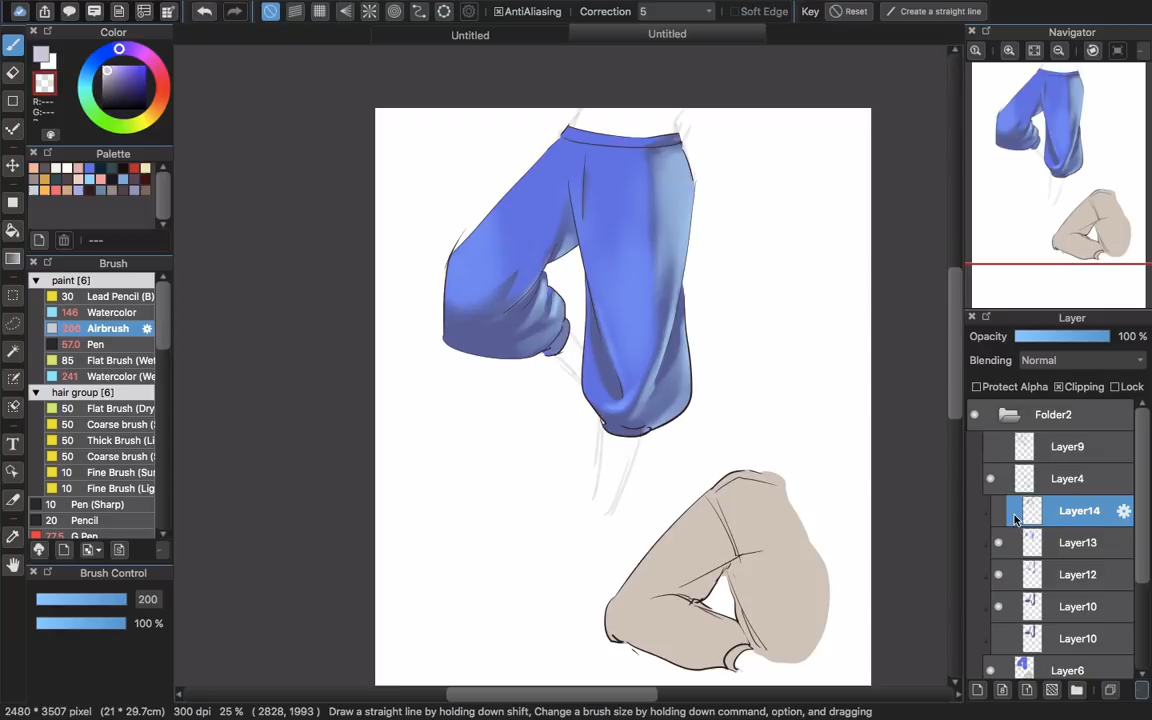 AntiAliasing Correction 5 Soft Edge Key Reset Create a straight line
Untitled Untitled
Color
R:---
G:---
Palette
---
Brush
paint [6]
30 Lead Pencil (B)
146 Watercolor
200 Airbrush
57.0 Pen
85 Flat Brush (Wet
241 Watercolor (We
hair group [6]
50 Flat Brush (Dry
50 Coarse brush (
50 Thick Brush (Li
50 Coarse brush (
10 Fine Brush (Sur
10 Fine Brush (Lig
10 Pen (Sharp)
20 Pencil
77.5 G Pen
Brush Control
200
100 %
Navigator
Layer
Opacity 100 %
Blending Normal
Protect Alpha Clipping Lock
Folder2
Layer9
Layer4
Layer14
Layer13
Layer12
Layer10
Layer10
Layer6
2480 * 3507 pixel (21 * 29.7cm) 300 dpi 25 % ( 2828, 1993 ) Draw a straight line by holding down shift, Change a brush size by holding down command, option, and dragging